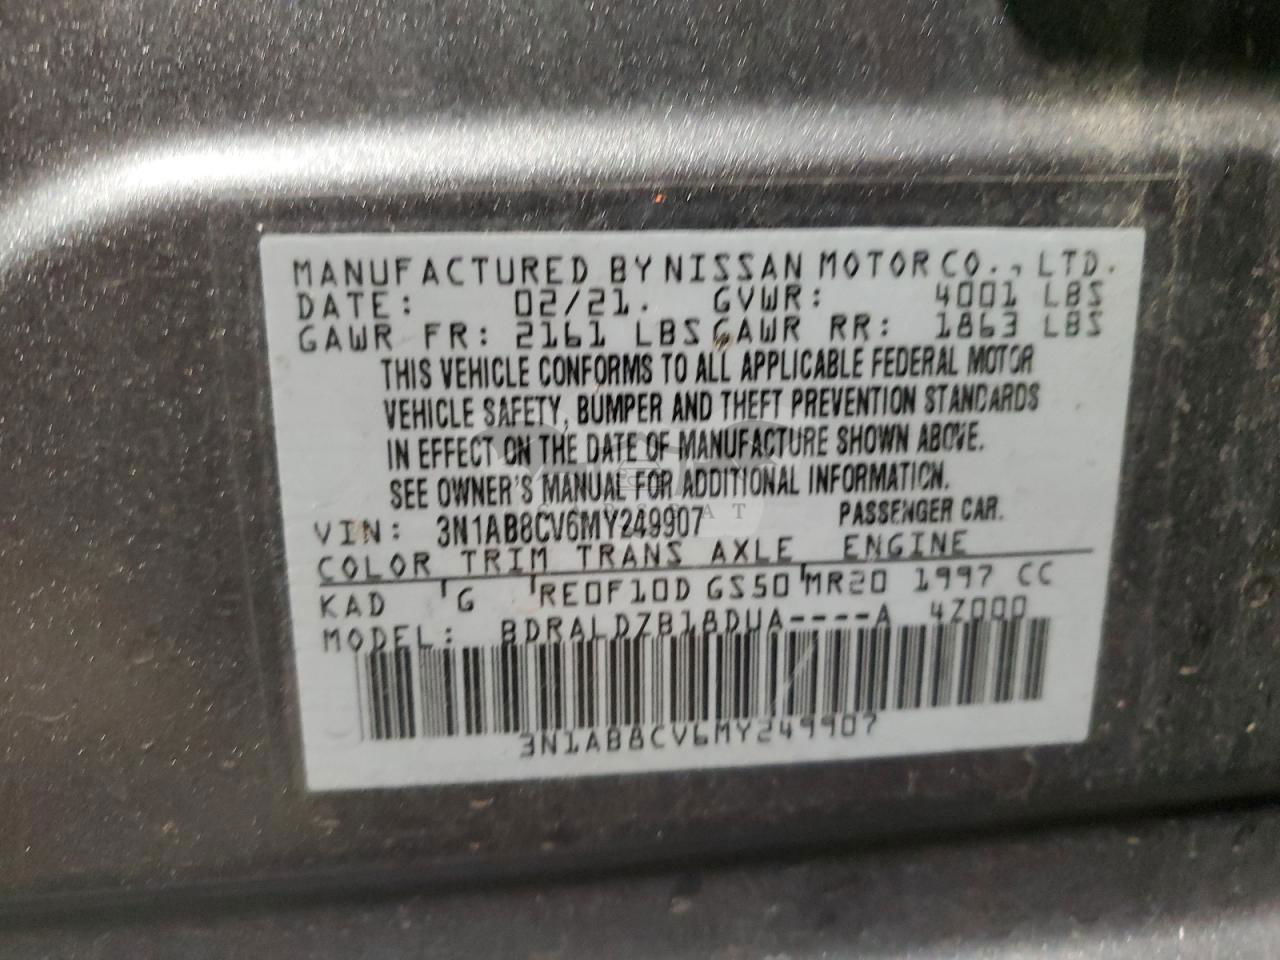 MANUFACTURED BY NISSAN MOTOR CO., LTD.
DATE: 02/21. GVWR: 4001 LBS
GAWR FR: 2161 LBS GAWR RR: 1863 LBS
THIS VEHICLE CONFORMS TO ALL APPLICABLE FEDERAL MOTOR
VEHICLE SAFETY, BUMPER AND THEFT PREVENTION STANDARDS
IN EFFECT ON THE DATE OF MANUFACTURE SHOWN ABOVE.
SEE OWNER'S MANUAL FOR ADDITIONAL INFORMATION.
VIN: 3N1AB8CV6MY249907 PASSENGER CAR.
COLOR TRIM TRANS AXLE ENGINE
KAD G RE0F10D GS50 MR20 1997 CC
MODEL: BDRALDZB18DUA----A 4Z000
3N1AB8CV6MY249907